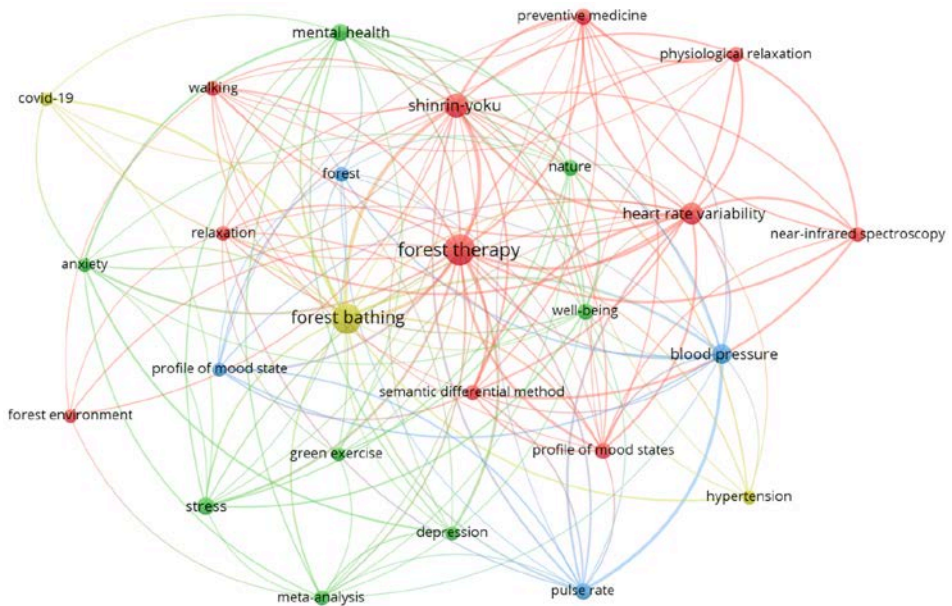 preventive medicine
mental health
physiological relaxation
walking
covid-19
shinrin-yoku
nature
forest
heart rate variability
relaxation
near-infrared spectroscopy
forest therapy
anxiety
well-being
forest bathing
blood pressure
profile of mood state
semantic differential method
forest environment
profile of mood states
green exercise
hypertension
stress
depression
pulse rate
meta-analysis